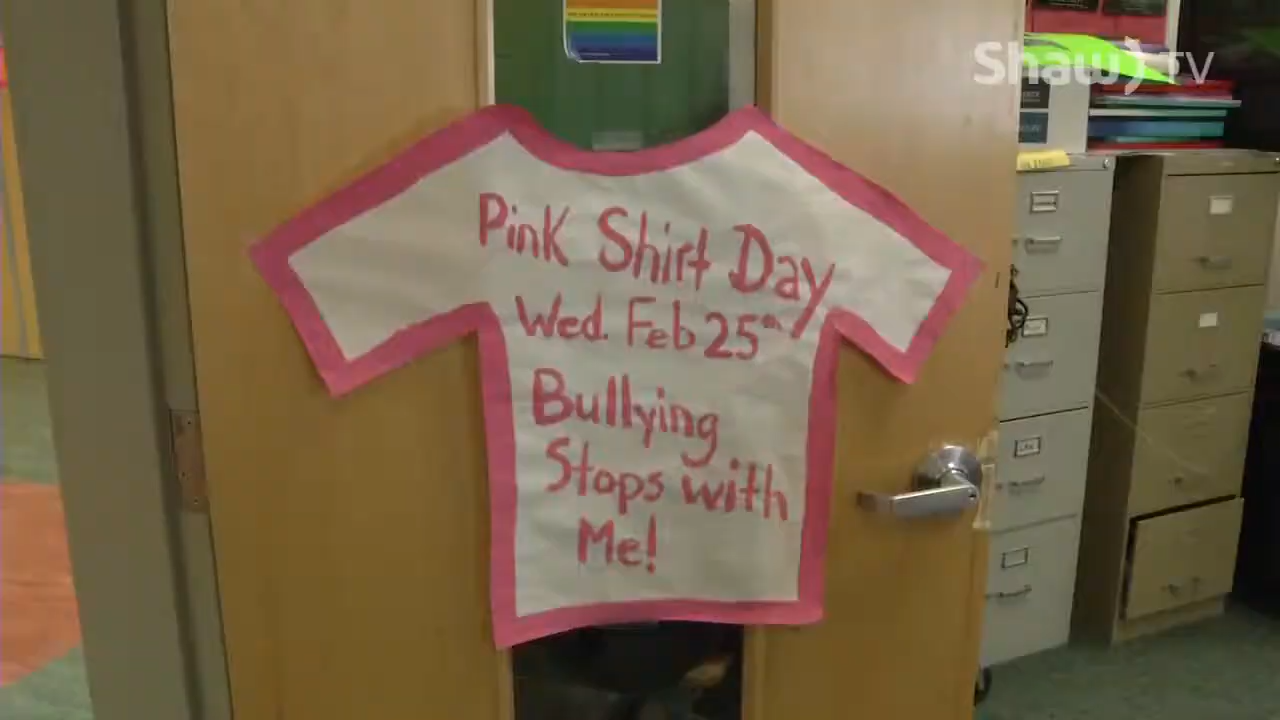 Shaw) TV
Pink Shirt Day
Wed. Feb 25th
Bullying
Stops with
Me!